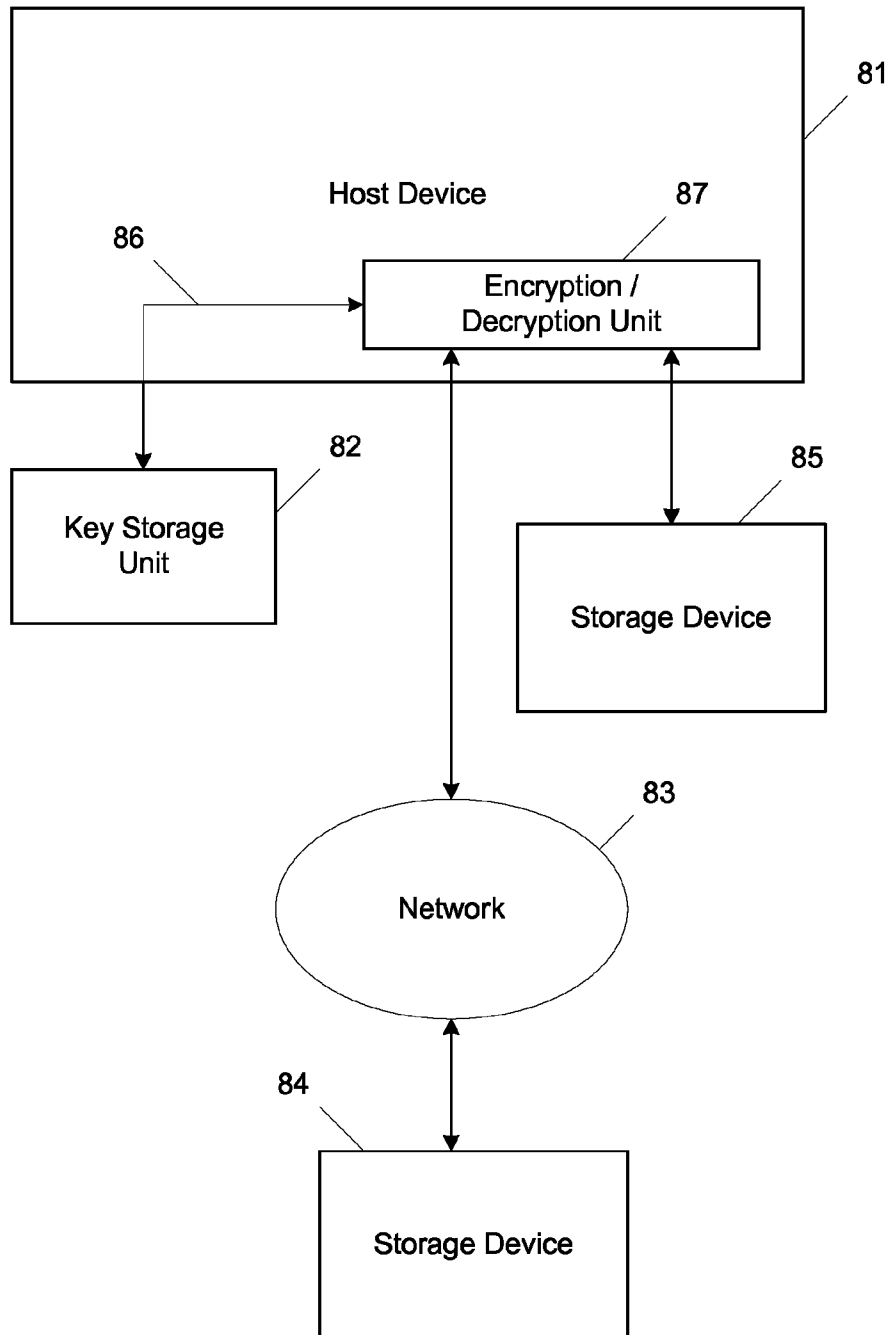 81
Host Device
87
86
Encryption /
Decryption Unit
82
85
Key Storage
Unit
Storage Device
83
Network
84
Storage Device